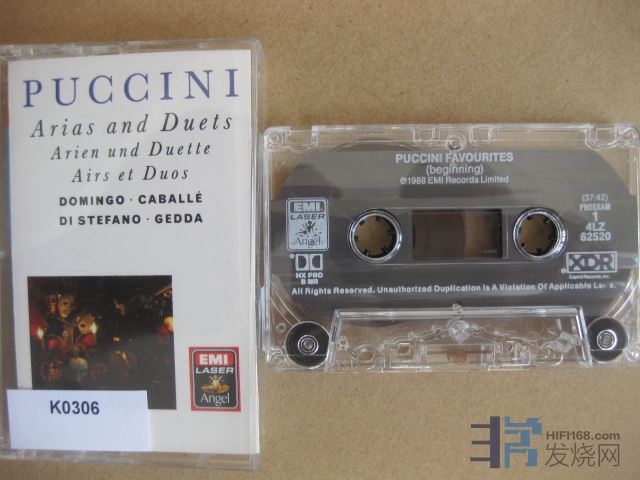 PUCCINI
Arias and Duets
Arien und Duette
Airs et Duos
DOMINGO · CABALLÉ
DI STEFANO · GEDDA
EMI
LASER
Angel
K0306
PUCCINI FAVOURITES
(beginning)
℗1988 EMI Records Limited
EMI
LASER
Angel
HX PRO
B NR
(37:42)
PROGRAM
1
4LZ
62520
XDR
Capitol Records, Inc.
All Rights Reserved. Unauthorized Duplication is A Violation Of Applicable
HIFI168.com
发烧网